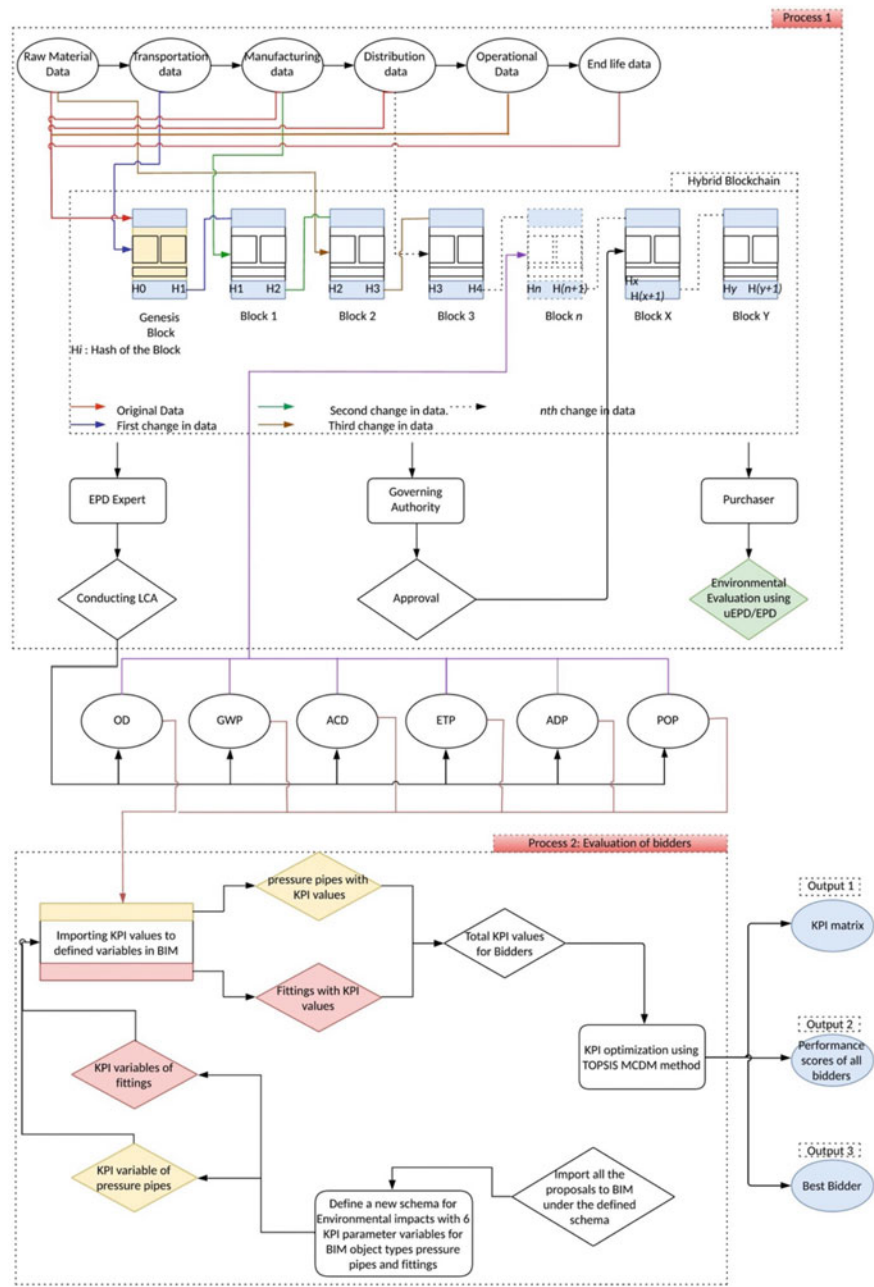 Process 1
Raw Material
Data
Transportation
data
Manufacturing
data
Distribution
data
Operational
Data
End life data
Hybrid Blockchain
H0 H1
H1 H2
H2 H3
H3 H4
Hn H(n+1)
Hx
H(x+1)
Hy H(y+1)
Genesis
Block
Block 1
Block 2
Block 3
Block n
Block X
Block Y
Hi : Hash of the Block
Original Data
Second change in data.
nth change in data
First change in data
Third change in data
EPD Expert
Governing
Authority
Purchaser
Conducting LCA
Approval
Environmental
Evaluation using
uEPD/EPD
OD
GWP
ACD
ETP
ADP
POP
Process 2: Evaluation of bidders
pressure pipes with
KPI values
Importing KPI values to
defined variables in BIM
Fittings with KPI
values
Total KPI values
for Bidders
KPI optimization using
TOPSIS MCDM method
Output 1
KPI matrix
Output 2
Performance
scores of all
bidders
Output 3
Best Bidder
KPI variables of
fittings
KPI variable of
pressure pipes
Define a new schema for
Environmental impacts with 6
KPI parameter variables for
BIM object types pressure
pipes and fittings
Import all the
proposals to BIM
under the defined
schema